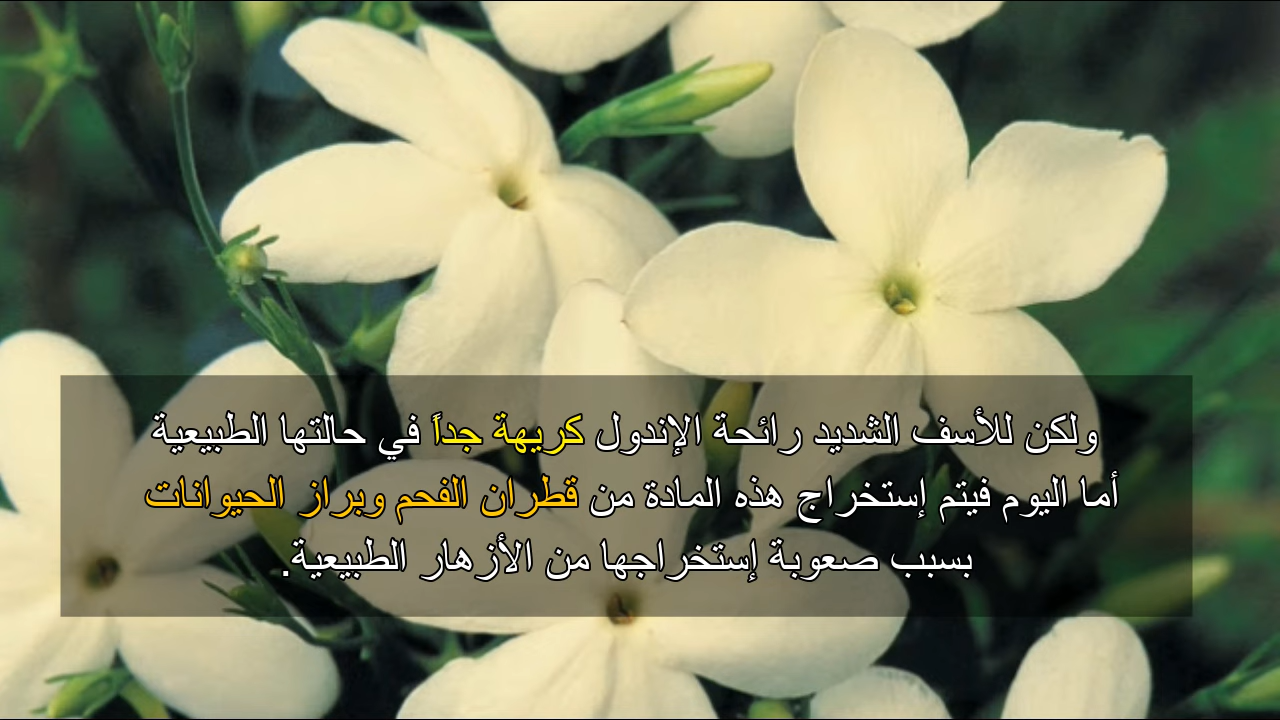 ولكن للأسف الشديد رائحة الإندول كريهة جداً في حالتها الطبيعية
أما اليوم فيتم إستخراج هذه المادة من قطران الفحم وبراز الحيوانات
بسبب صعوبة إستخراجها من الأزهار الطبيعية.